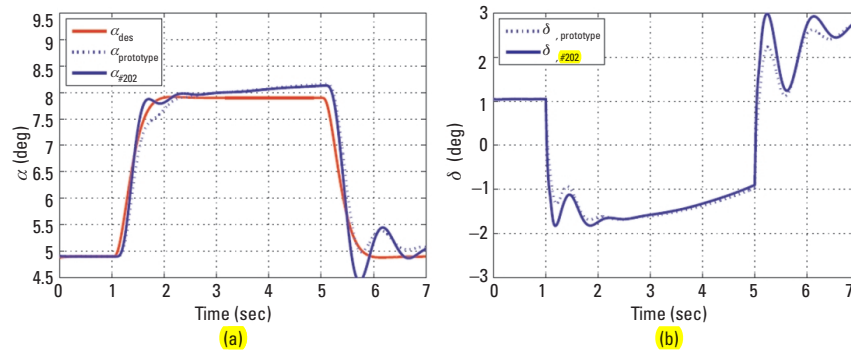 9.5
9
8.5
8
7.5
7
6.5
6
5.5
5
4.5
α (deg)
α des
α prototype
α #202
0 1 2 3 4 5 6 7
Time (sec)
(a)
3
2
1
0
−1
−2
−3
δ (deg)
δ , prototype
δ , #202
0 1 2 3 4 5 6 7
Time (sec)
(b)